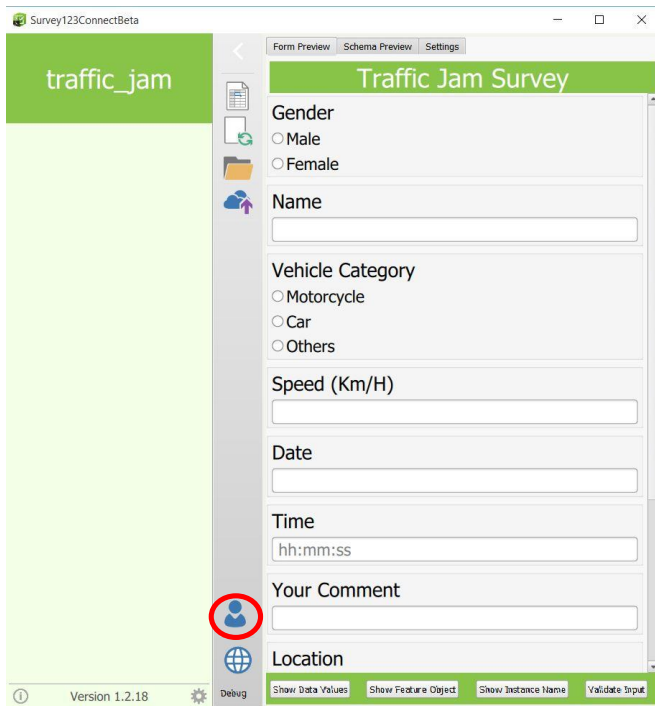 Survey123ConnectBeta
traffic_jam
Form Preview Schema Preview Settings
Traffic Jam Survey
Gender
Male
Female
Name
Vehicle Category
Motorcycle
Car
Others
Speed (Km/H)
Date
Time
hh:mm:ss
Your Comment
Location
Version 1.2.18
Debug
Show Data Values Show Feature Object Show Instance Name Validate Input